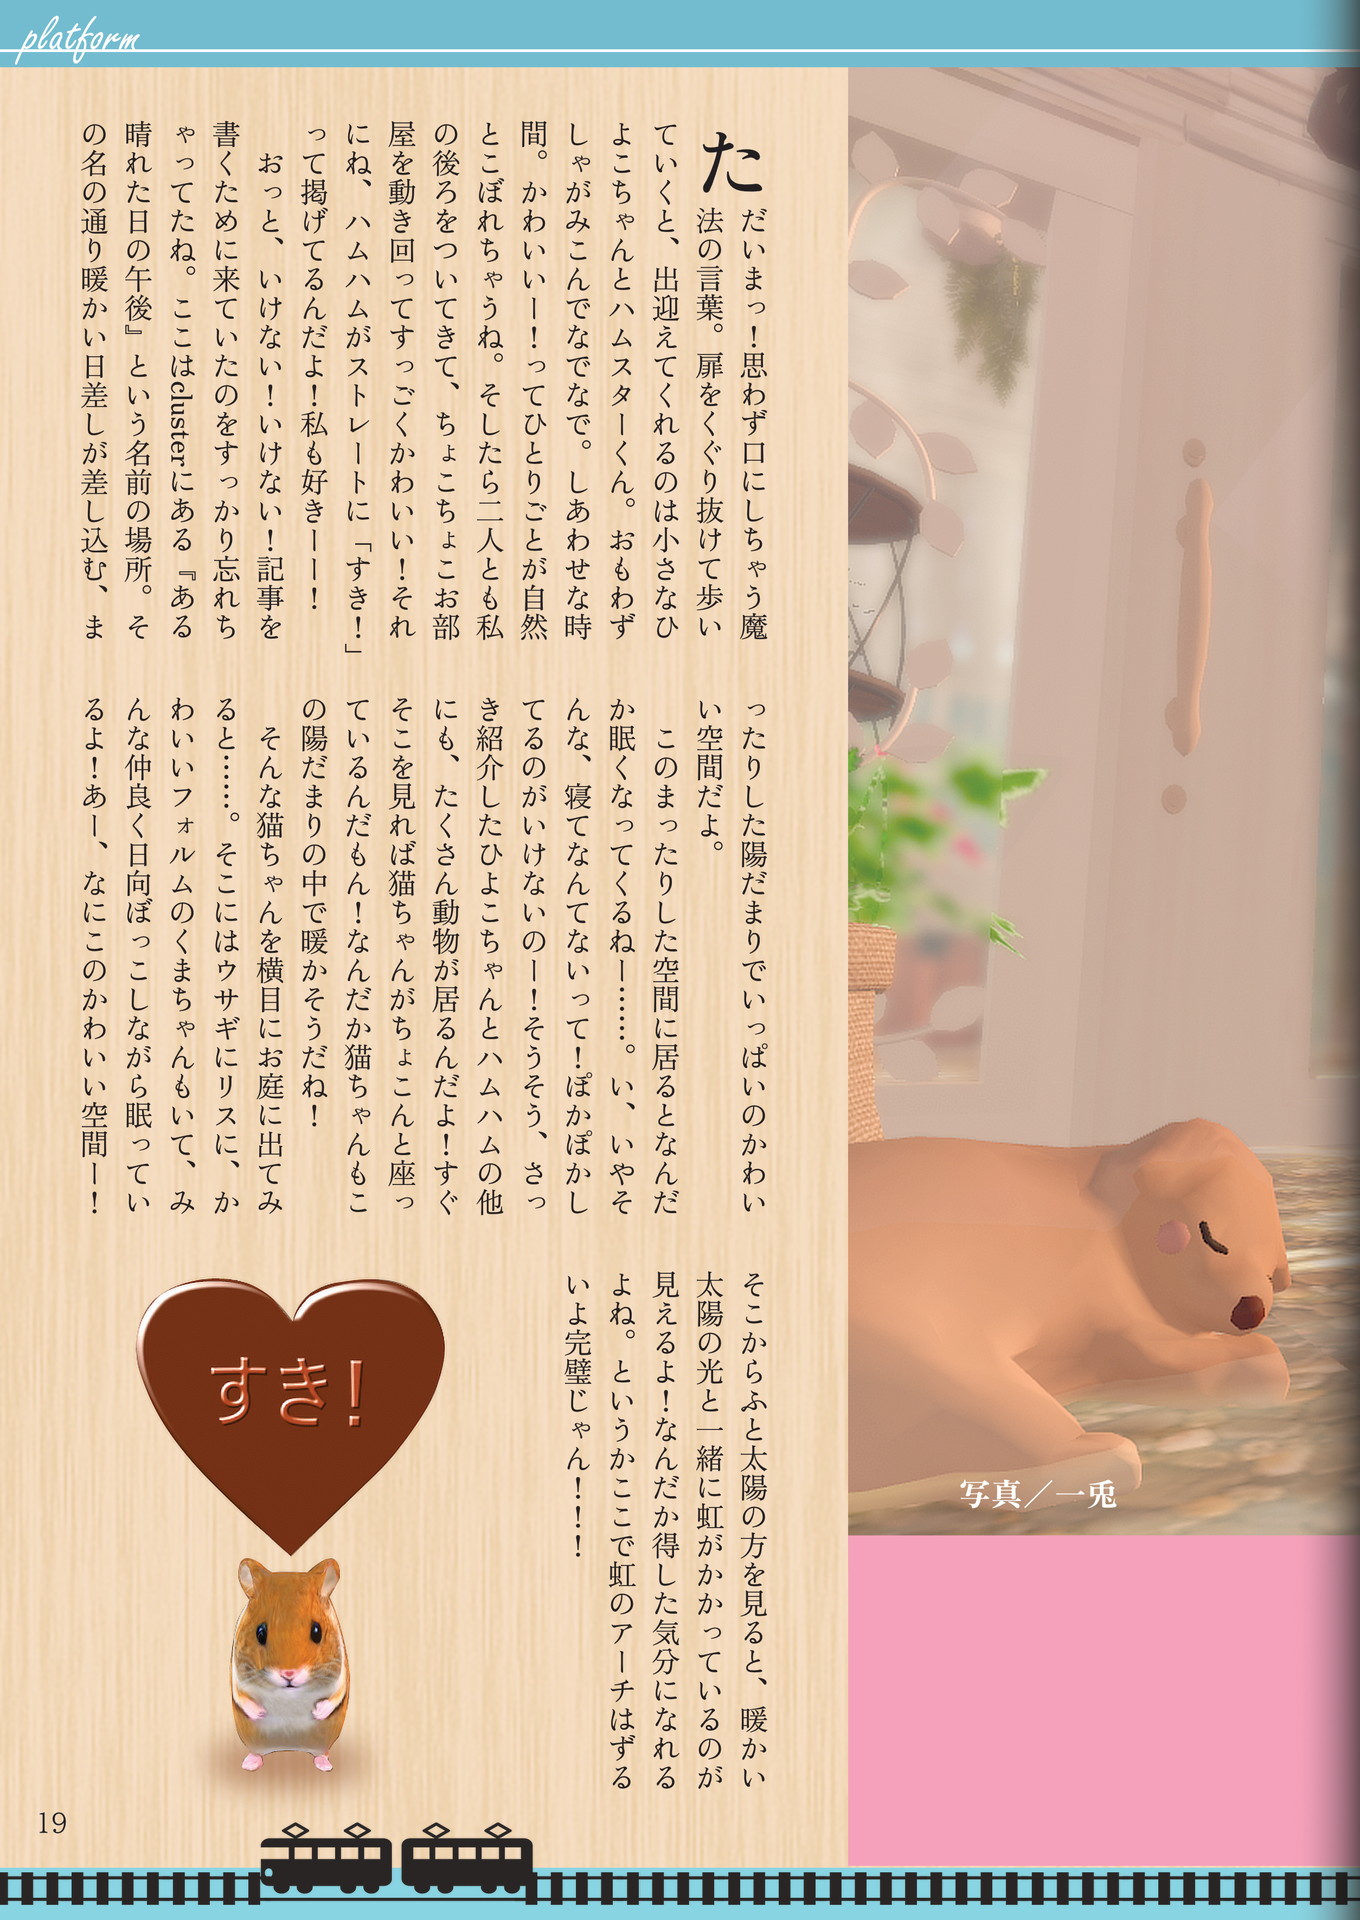 platform
ただいまっ！思わず口にしちゃう魔
法の言葉。扉をくぐり抜けて歩い
ていくと、出迎えてくれるのは小さなひ
よこちゃんとハムスターくん。おもわず
しゃがみこんでなでなで。しあわせな時
間。かわいいー！ってひとりごとが自然
とこぼれちゃうね。そしたら二人とも私
の後ろをついてきて、ちょこちょこお部
屋を動き回ってすっごくかわいい！それ
にね、ハムハムがストレートに「すき！」
って掲げてるんだよ！私も好きーー！
おっと、いけない！いけない！記事を
書くために来ていたのをすっかり忘れち
ゃってたね。ここはclusterにある『ある
晴れた日の午後』という名前の場所。そ
の名の通り暖かい日差しが差し込む、ま
ったりした陽だまりでいっぱいのかわい
い空間だよ。
このまったりした空間に居るとなんだ
か眠くなってくるねー……。い、いやそ
んな、寝てなんてないって！ぽかぽかし
てるのがいけないのー！そうそう、さっ
き紹介したひよこちゃんとハムハムの他
にも、たくさん動物が居るんだよ！すぐ
そこを見れば猫ちゃんがちょこんと座っ
ているんだもん！なんだか猫ちゃんもこ
の陽だまりの中で暖かそうだね！
そんな猫ちゃんを横目にお庭に出てみ
ると……。そこにはウサギにリスに、か
わいいフォルムのくまちゃんもいて、み
んな仲良く日向ぼっこしながら眠ってい
るよ！あー、なにこのかわいい空間ー！
そこからふと太陽の方を見ると、暖かい
太陽の光と一緒に虹がかかっているのが
見えるよ！なんだか得した気分になれる
よね。というかここで虹のアーチはずる
いよ完璧じゃん！！！
すき！
写真／一兎
19